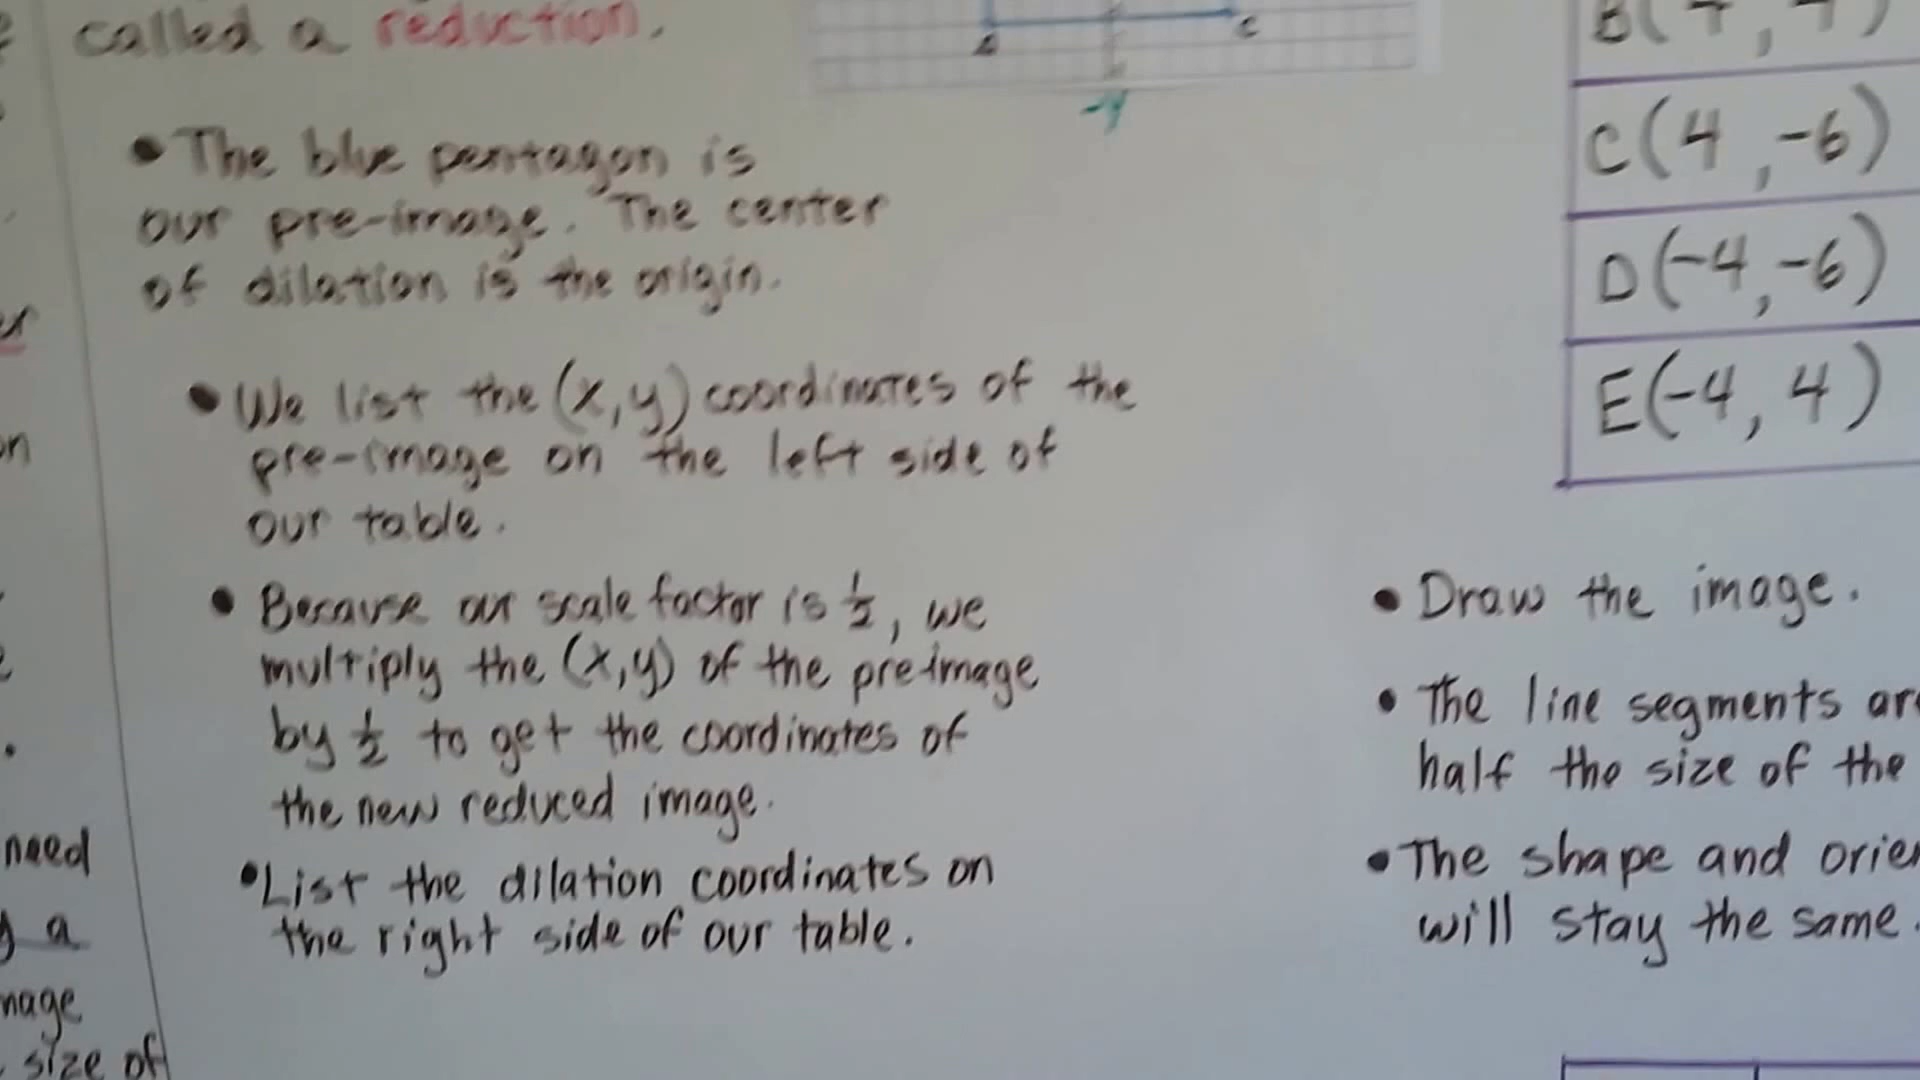 called a reduction.
-y
• The blue pentagon is
our pre-image. The center
of dilation is the origin.
• We list the (x,y) coordinates of the
pre-image on the left side of
our table.
• Because our scale factor is ½, we
multiply the (x,y) of the preimage
by ½ to get the coordinates of
the new reduced image.
• List the dilation coordinates on
the right side of our table.
C(4,-6)
D(-4,-6)
E(-4,4)
• Draw the image.
• The line segments are
half the size of the
• The shape and
will stay the same.
need
a
size of